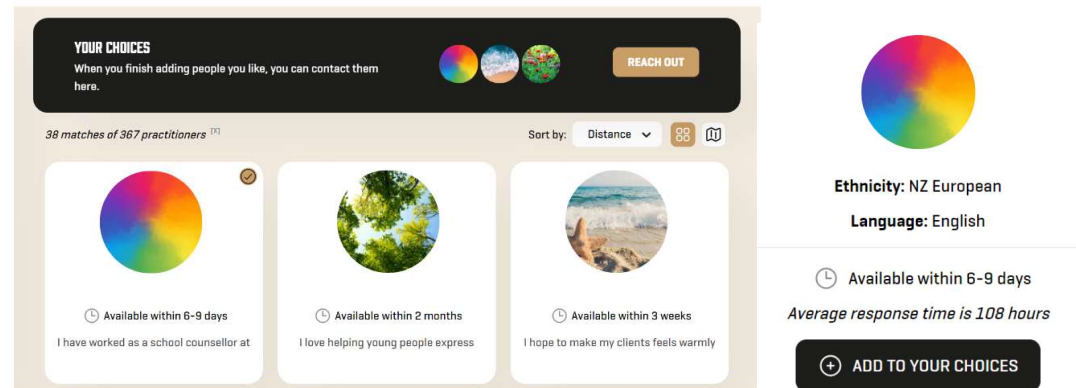 YOUR CHOICES
When you finish adding people you like, you can contact them
here.
REACH OUT
38 matches of 367 practitioners [X]
Sort by:
Distance
Available within 6-9 days
I have worked as a school counsellor at
Available within 2 months
I love helping young people express
Available within 3 weeks
I hope to make my clients feels warmly
Ethnicity: NZ European
Language: English
Available within 6-9 days
Average response time is 108 hours
ADD TO YOUR CHOICES